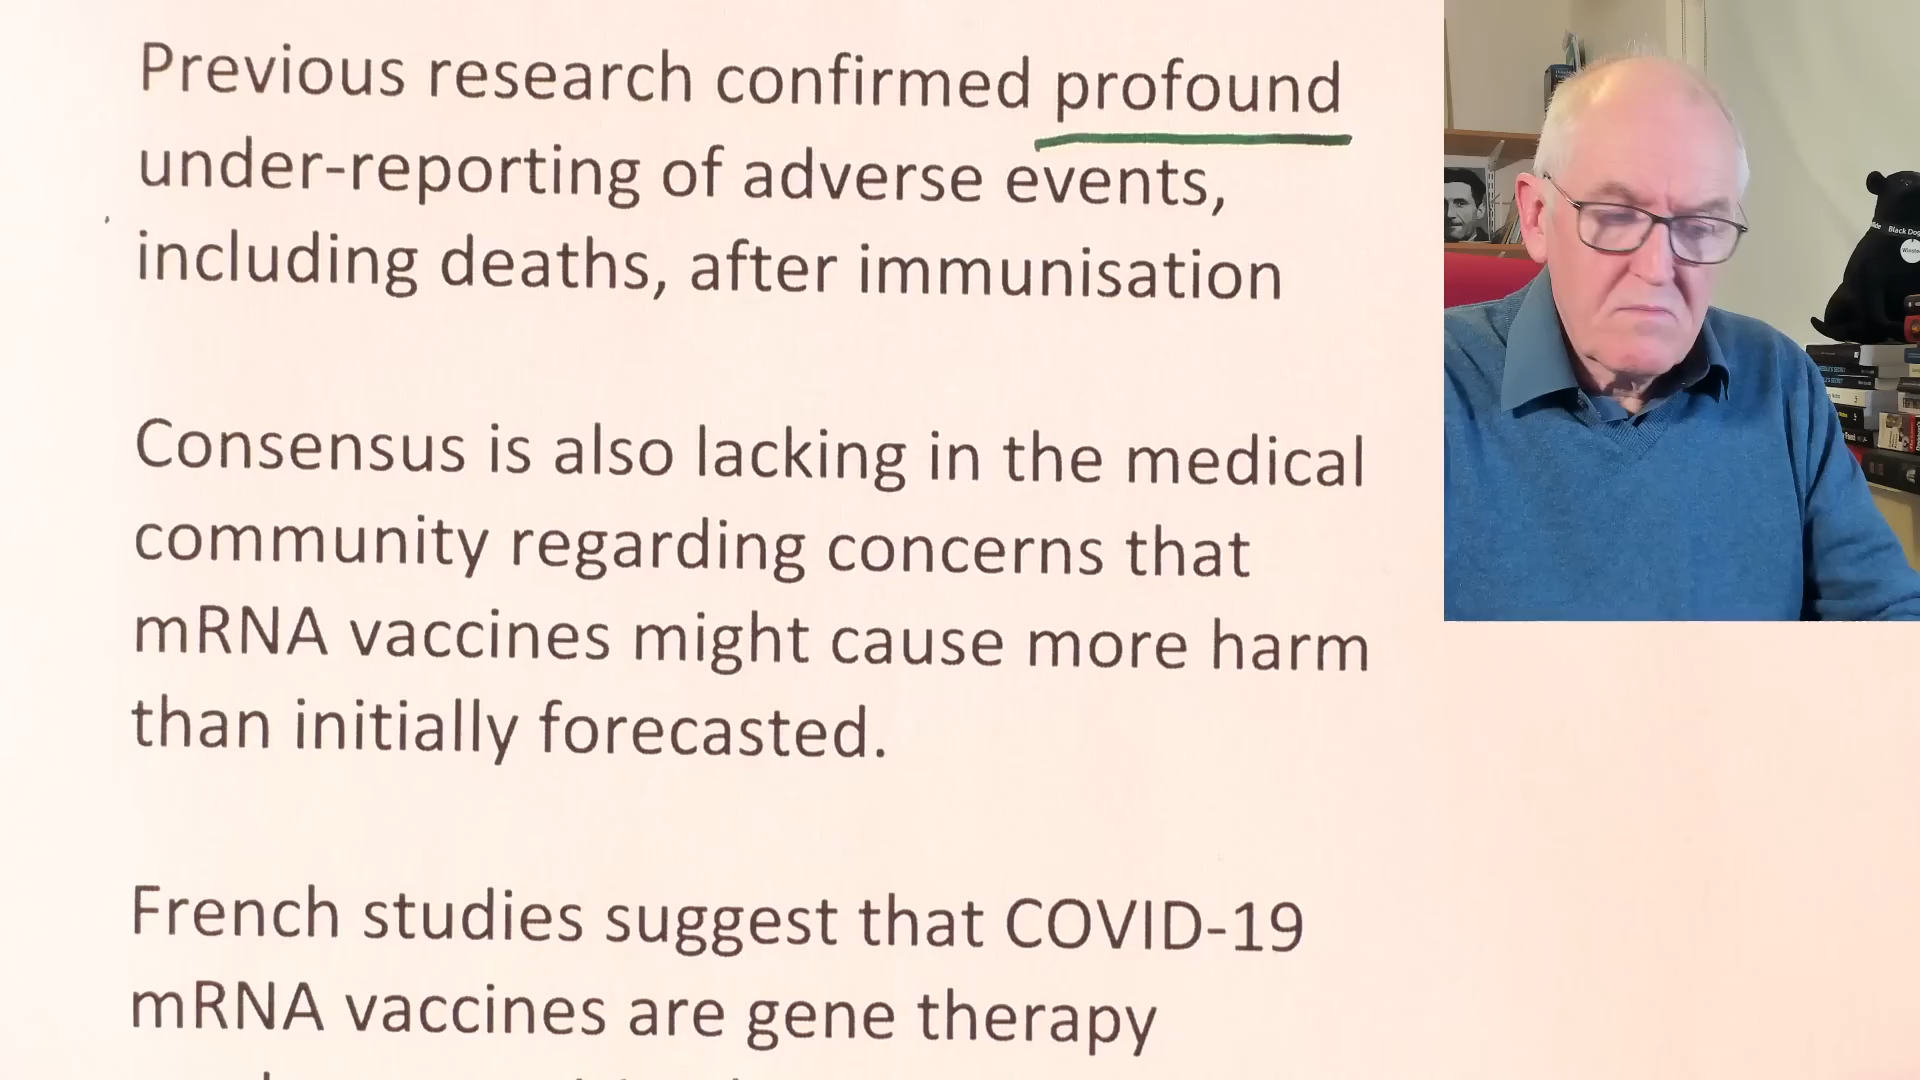 Previous research confirmed profound
under-reporting of adverse events,
including deaths, after immunisation
Consensus is also lacking in the medical
community regarding concerns that
mRNA vaccines might cause more harm
than initially forecasted.
French studies suggest that COVID-19
mRNA vaccines are gene therapy
Black Dog